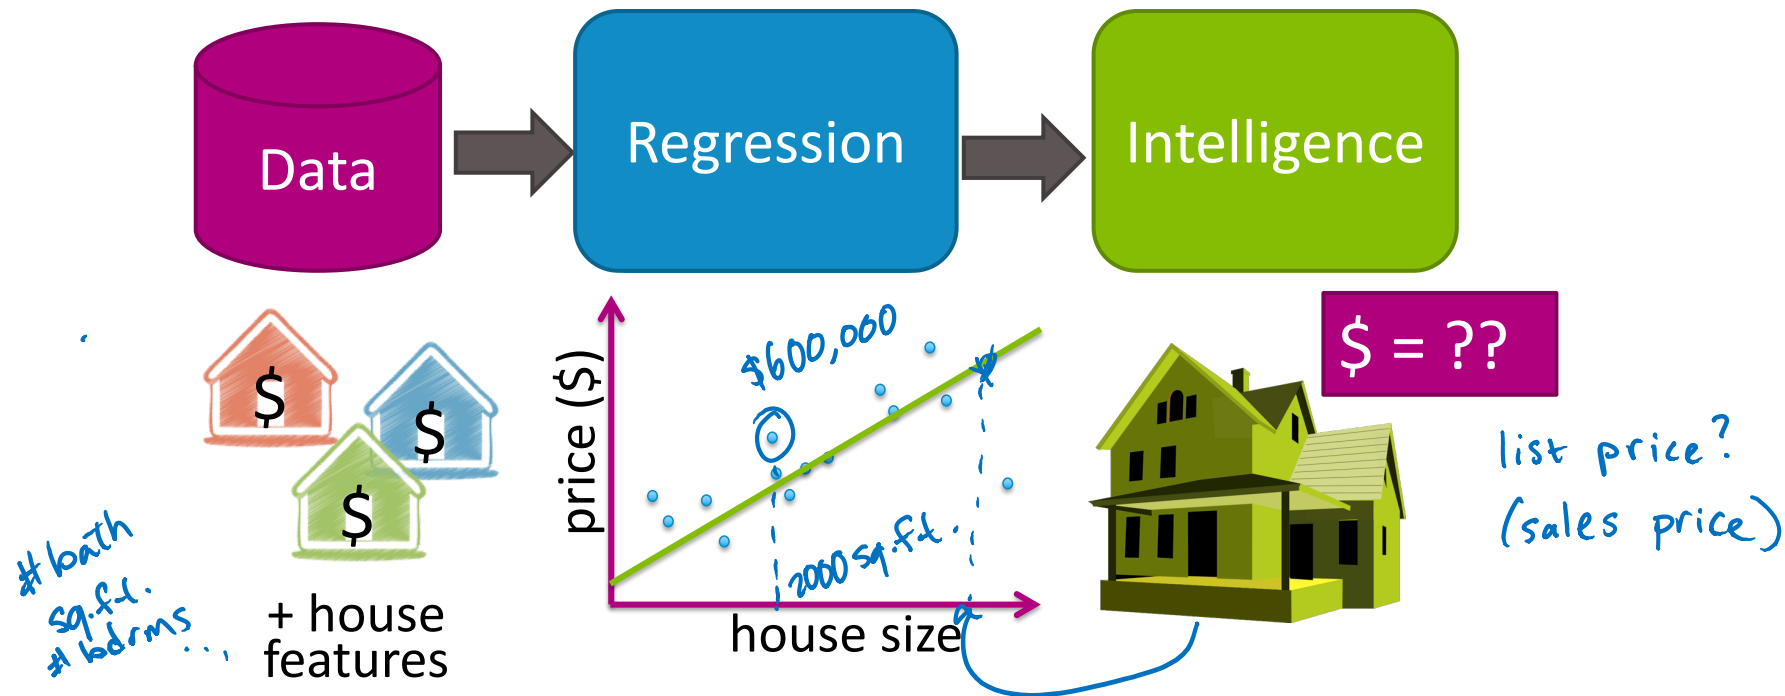 Data
Regression
Intelligence
$
$
$
+ house
features
#bath
sq.ft.
#bdrms ...
price ($)
$600,000
2000 sq.ft.
house size
$ = ??
list price?
(sales price)